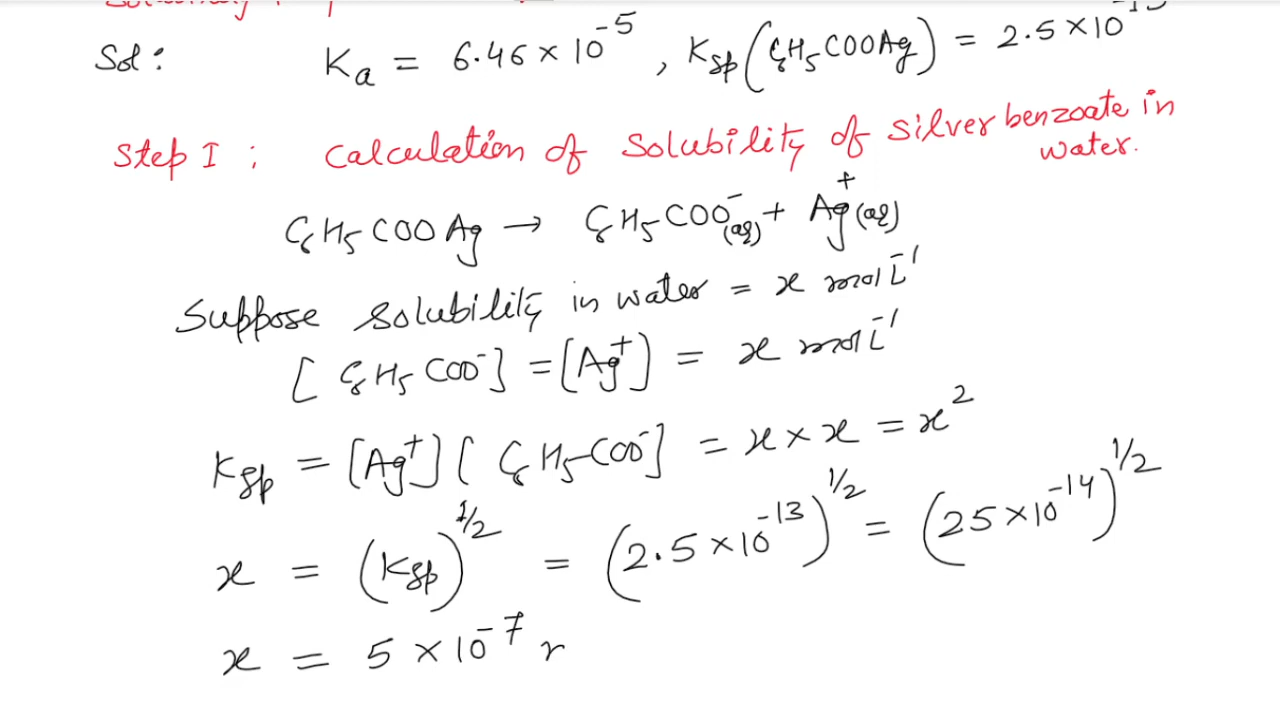 Sol: Ka = 6.46 × 10⁻⁵ , Ksp (C₆H₅COOAg) = 2.5 × 10⁻¹³
Step I : Calculation of solubility of silver benzoate in water.
C₆H₅COOAg → C₆H₅COO⁻(aq) + Ag⁺(aq)
Suppose solubility in water = x mol L⁻¹
[C₆H₅COO⁻] = [Ag⁺] = x mol L⁻¹
Ksp = [Ag⁺][C₆H₅COO⁻] = x × x = x²
x = (Ksp)^1/2 = (2.5 × 10⁻¹³)^1/2 = (25 × 10⁻¹⁴)^1/2
x = 5 × 10⁻⁷